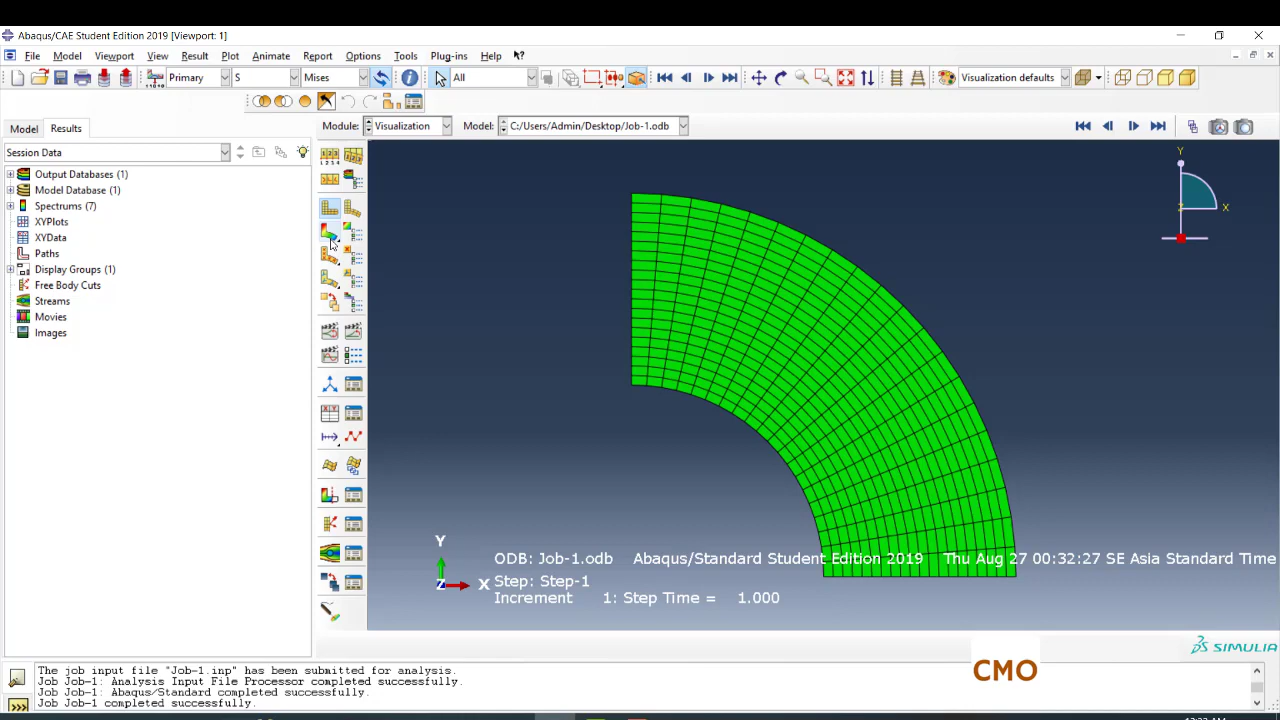 Abaqus/CAE Student Edition 2019 [Viewport: 1]
File Model Viewport View Result Plot Animate Report Options Tools Plug-ins Help
Primary S Mises All Visualization defaults
Module: Visualization Model: C:/Users/Admin/Desktop/Job-1.odb
Model Results
Session Data
Output Databases (1)
Model Database (1)
Spectrums (7)
XYPlots
XYData
Paths
Display Groups (1)
Free Body Cuts
Streams
Movies
Images
Y
X
Z
Y
X
Z
ODB: Job-1.odb Abaqus/Standard Student Edition 2019 Thu Aug 27 00:32:27 SE Asia Standard Time
Step: Step-1
Increment 1: Step Time = 1.000
SIMULIA
CMO
The job input file "Job-1.inp" has been submitted for analysis.
Job Job-1: Analysis Input File Processor completed successfully.
Job Job-1: Abaqus/Standard completed successfully.
Job Job-1 completed successfully.